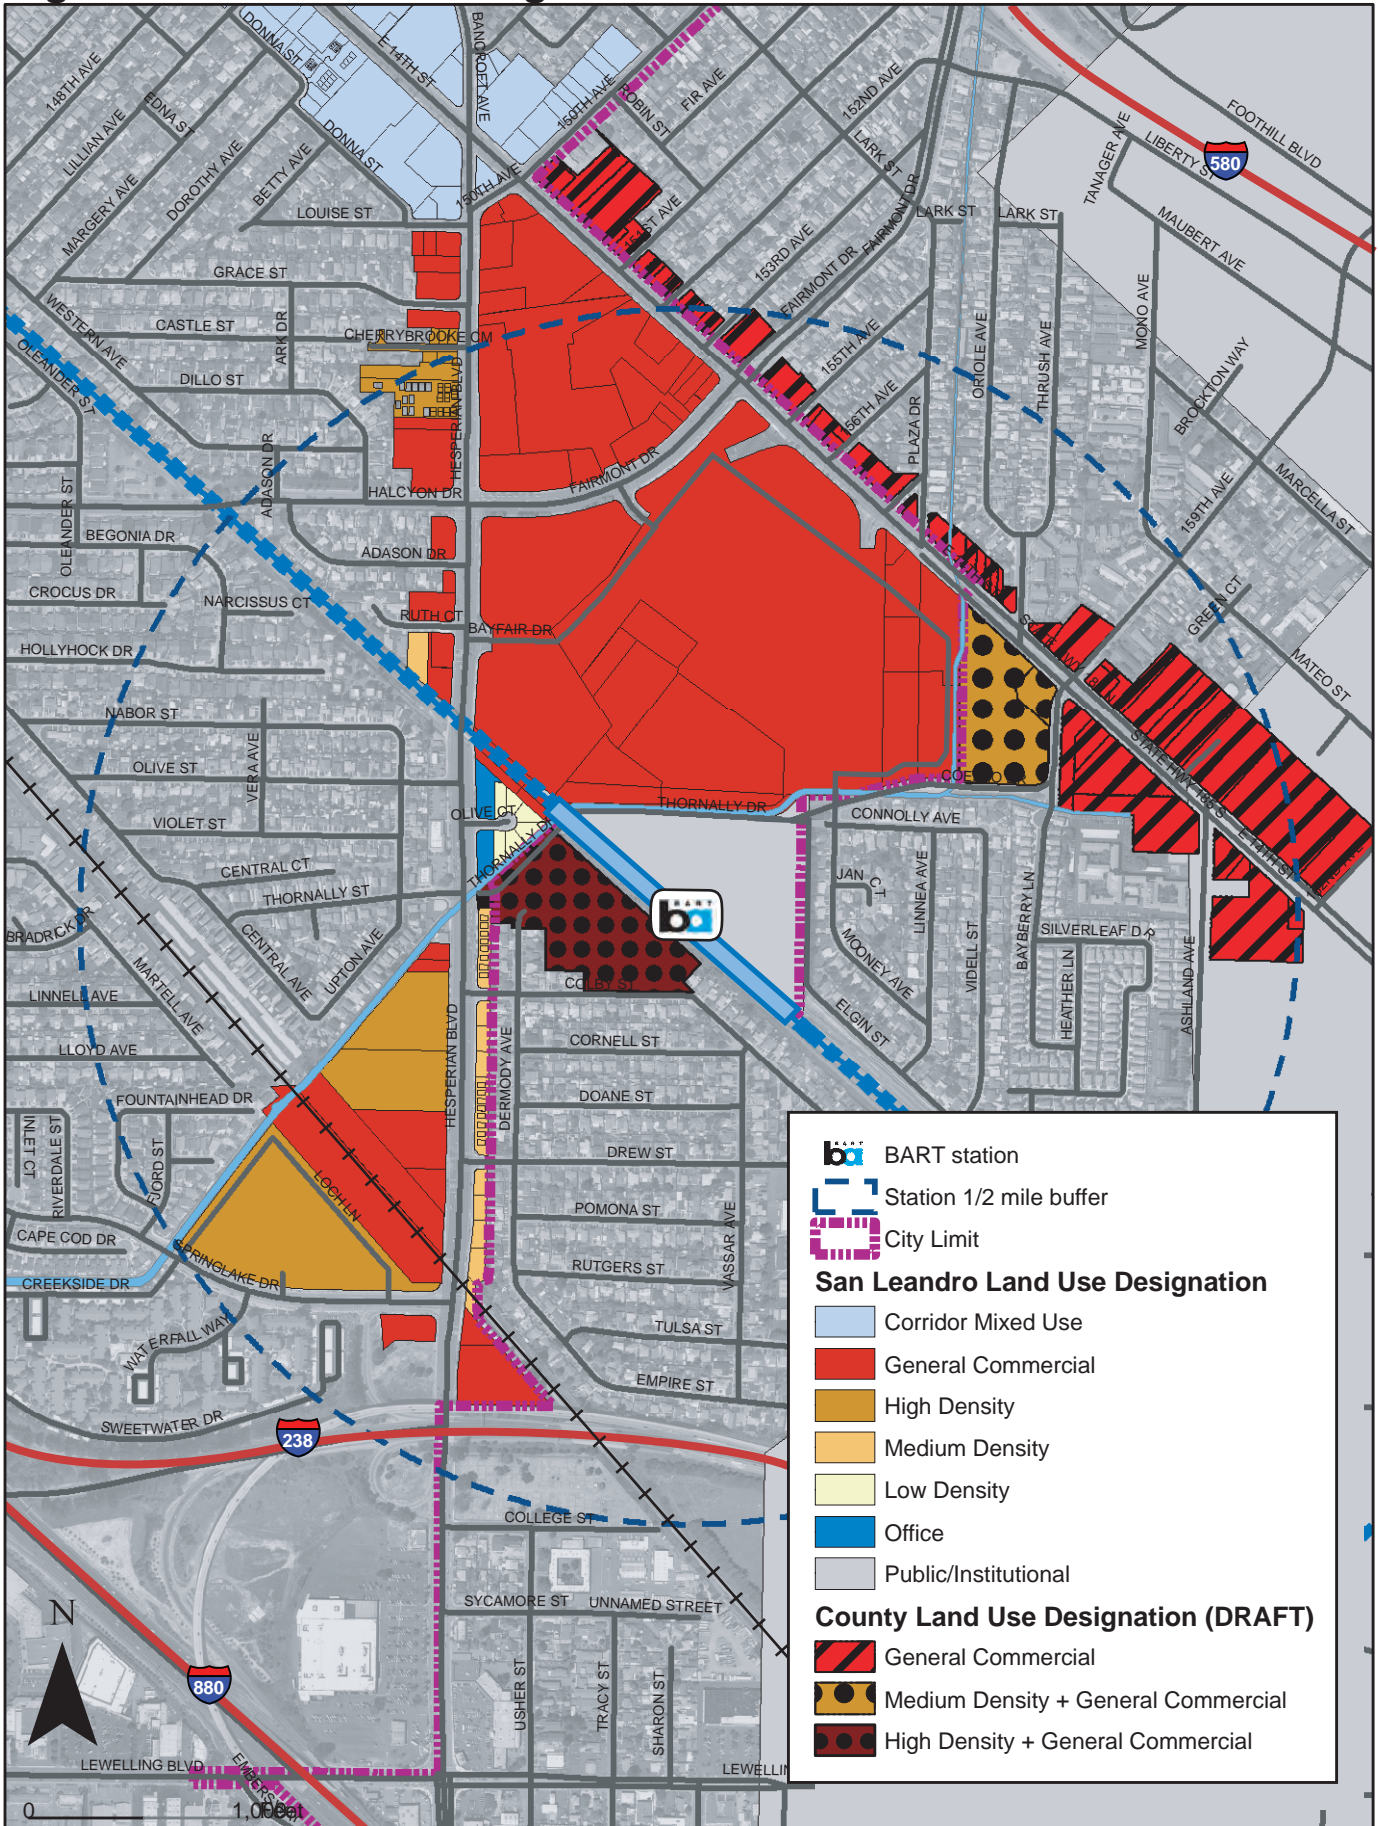 DONNA ST
E 14TH ST
BANCROFT AVE
148TH AVE
EDNA ST
LILLIAN AVE
DOROTHY AVE
MARGERY AVE
BETTY AVE
DONNA ST
LOUISE ST
150TH AVE
150TH AVE
ROBIN ST
FIR AVE
152ND AVE
LARK ST
FAIRMONT DR
LARK ST
LARK ST
TANAGER AVE
LIBERTY ST
FOOTHILL BLVD
580
MAUBERT AVE
GRACE ST
WESTERN AVE
CASTLE ST
ARK DR
CHERRYBROOKE CM
OLEANDER ST
DILLO ST
HESPERIAN BLVD
151ST AVE
153RD AVE
FAIRMONT DR
155TH AVE
156TH AVE
PLAZA DR
ORIOLE AVE
THRUSH AVE
MONO AVE
BROCKTON WAY
159TH AVE
MARCELLA ST
ADASON DR
HALCYON DR
FAIRMONT DR
OLEANDER ST
BEGONIA DR
ADASON DR
CROCUS DR
NARCISSUS CT
RUTH CT
BAYFAIR DR
HOLLYHOCK DR
GREEN CT
MATEO ST
NABOR ST
OLIVE ST
VERA AVE
VIOLET ST
OLIVE CT
THORNALLY DR
THORNALLY DR
CONNOLLY AVE
STATE HWY 185 S
E 14TH ST
CENTRAL CT
THORNALLY ST
BART
ba
JAN CT
LINNEA AVE
MOONEY AVE
VIDELL ST
BAYBERRY LN
SILVERLEAF DR
HEATHER LN
ASHLAND AVE
BRADRICK DR
CENTRAL AVE
UPTON AVE
MARTELL AVE
LINNELL AVE
COLBY ST
ELGIN ST
LLOYD AVE
HESPERIAN BLVD
DERMODY AVE
CORNELL ST
FOUNTAINHEAD DR
DOANE ST
INLET CT
RIVERDALE ST
FJORD ST
DREW ST
LOCH LN
POMONA ST
VASSAR AVE
CAPE COD DR
SPRINGLAKE DR
RUTGERS ST
CREEKSIDE DR
WATERFALL WAY
TULSA ST
EMPIRE ST
SWEETWATER DR
238
COLLEGE ST
SYCAMORE ST
UNNAMED STREET
USHER ST
TRACY ST
SHARON ST
880
LEWELLING BLVD
N
0
BART
ba
BART station
Station 1/2 mile buffer
City Limit
San Leandro Land Use Designation
Corridor Mixed Use
General Commercial
High Density
Medium Density
Low Density
Office
Public/Institutional
County Land Use Designation (DRAFT)
General Commercial
Medium Density + General Commercial
High Density + General Commercial